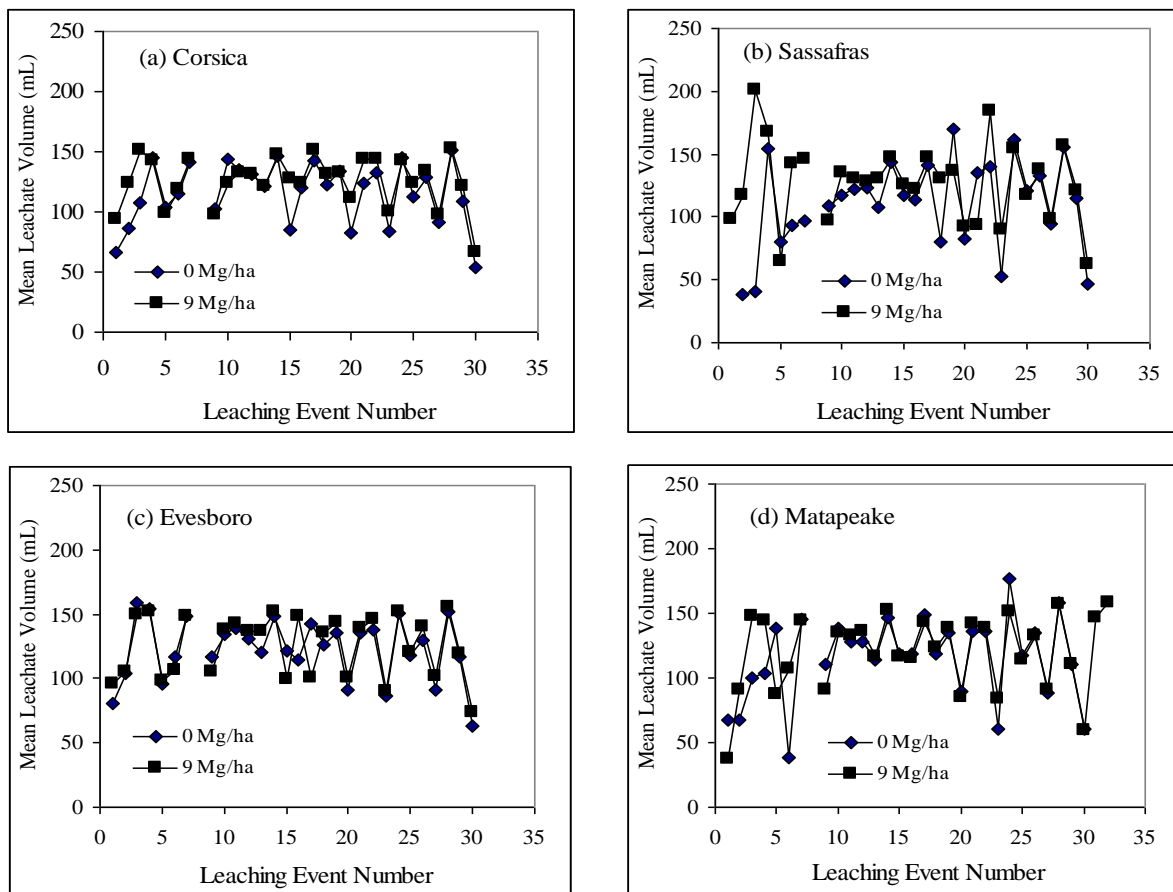 (a) Corsica
Mean Leachate Volume (mL)
250
200
150
100
50
0
0 Mg/ha
9 Mg/ha
0 5 10 15 20 25 30 35
Leaching Event Number
(b) Sassafras
Mean Leachate Volume (mL)
250
200
150
100
50
0
0 Mg/ha
9 Mg/ha
0 5 10 15 20 25 30 35
Leaching Event Number
(c) Evesboro
Mean Leachate Volume (mL)
250
200
150
100
50
0
0 Mg/ha
9 Mg/ha
0 5 10 15 20 25 30 35
Leaching Event Number
(d) Matapeake
Mean Leachate Volume (mL)
250
200
150
100
50
0
0 Mg/ha
9 Mg/ha
0 5 10 15 20 25 30 35
Leaching Event Number